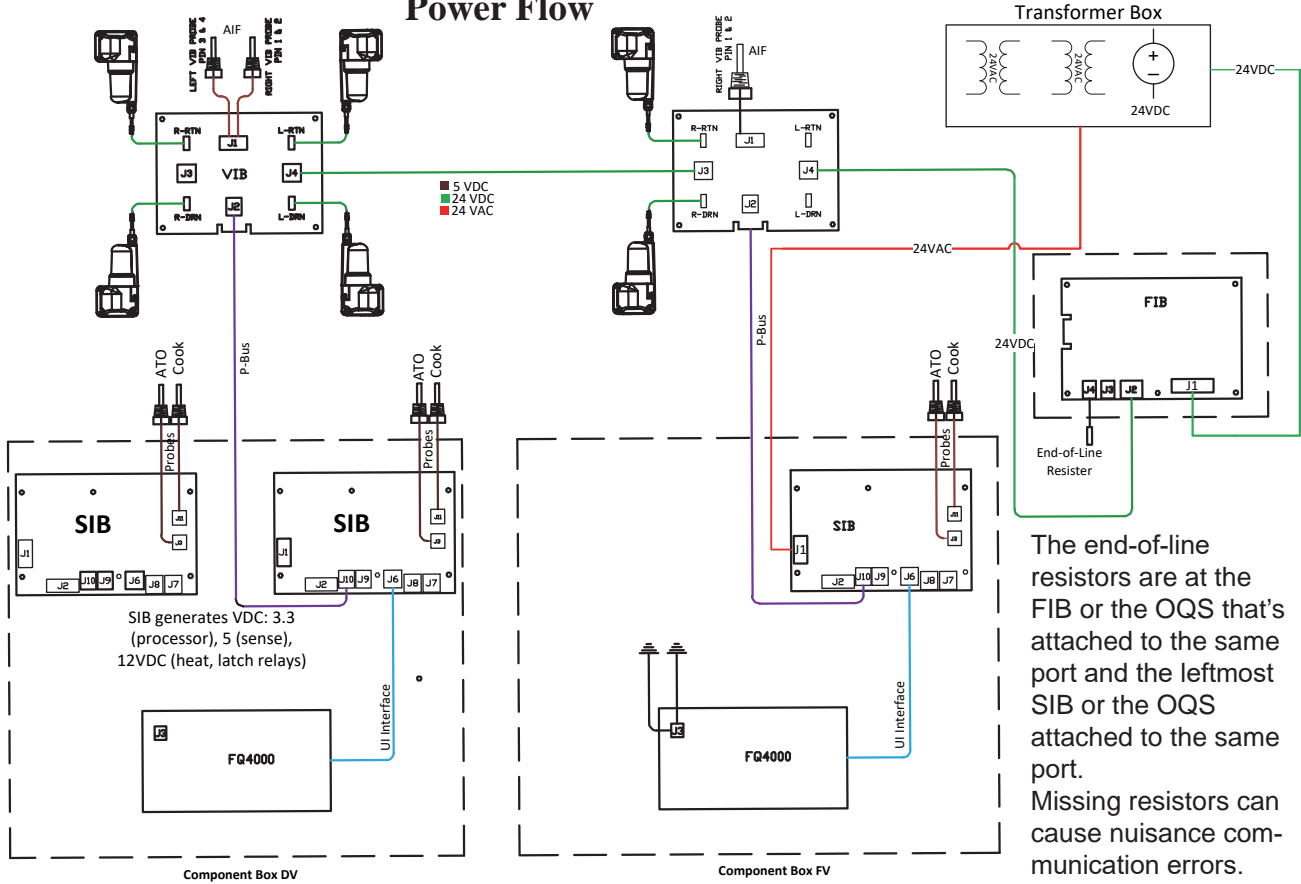 Power Flow
LEFT VIB PROBE
PIN 3 & 4
AIF
RIGHT VIB PROBE
PIN 1 & 2
R-RTN
L-RTN
J1
J3
VIB
J4
J2
R-DRN
L-DRN
5 VDC
24 VDC
24 VAC
RIGHT VIB PROBE
PIN 1 & 2
AIF
R-RTN
L-RTN
J1
J3
J4
J2
R-DRN
L-DRN
Transformer Box
24VAC
24VAC
+
−
24VDC
24VDC
24VAC
24VDC
FIB
J4
J3
J2
J1
End-of-Line
Resister
P-Bus
P-Bus
ATO
Cook
Probes
SIB
J1
J11
J3
J2
J10
J9
J6
J8
J7
ATO
Cook
Probes
SIB
J1
J11
J3
J2
J10
J9
J6
J8
J7
SIB generates VDC: 3.3
(processor), 5 (sense),
12VDC (heat, latch relays)
UI Interface
J3
FQ4000
Component Box DV
ATO
Cook
Probes
SIB
J1
J11
J3
J2
J10
J9
J6
J8
J7
UI Interface
J3
FQ4000
Component Box FV
The end-of-line
resistors are at the
FIB or the OQS that's
attached to the same
port and the leftmost
SIB or the OQS
attached to the same
port.
Missing resistors can
cause nuisance com-
munication errors.